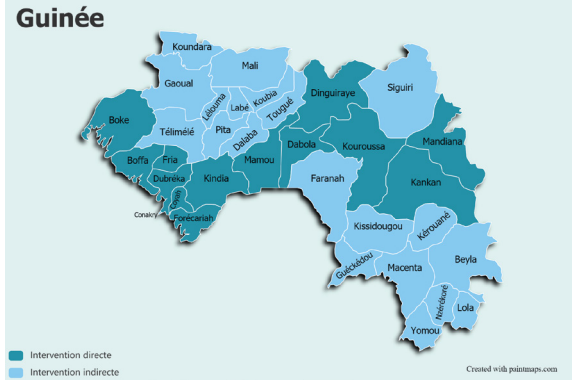 Guinée
Koundara
Mali
Gaoual
Siguiri
Lélouma
Labé
Koubia
Tougué
Dinguiraye
Boke
Télimélé
Pita
Dalaba
Mandiana
Dabola
Kouroussa
Boffa
Fria
Mamou
Dubréka
Kindia
Faranah
Kankan
Coyah
Conakry
Forécariah
Kissidougou
Kérouané
Guéckédou
Macenta
Beyla
Nzérékoré
Lola
Yomou
Intervention directe
Intervention indirecte
Created with paintmaps.com